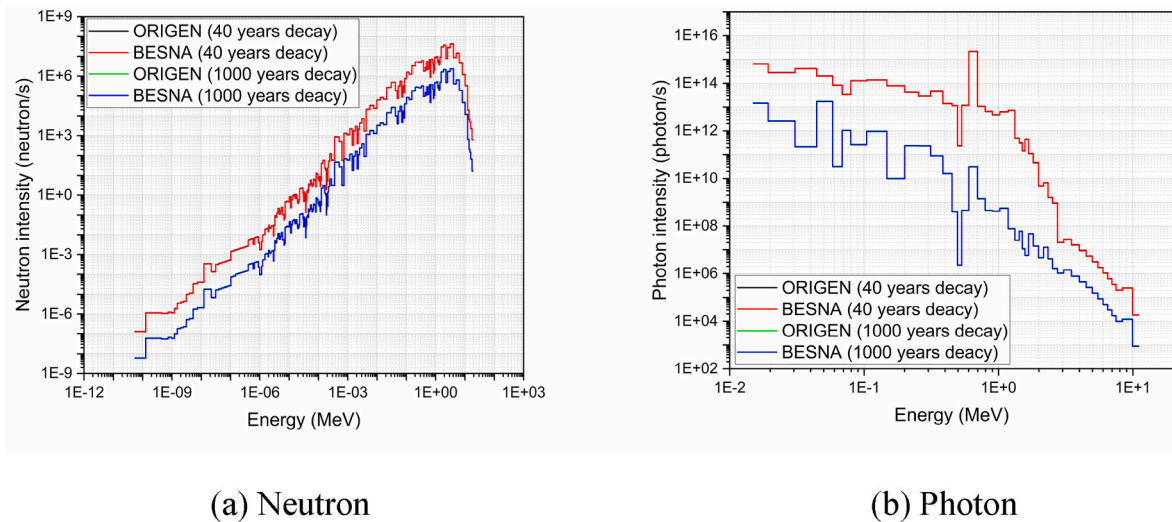 1E+9
1E+6
1E+3
1E+0
1E-3
1E-6
1E-9
Neutron intensity (neutron/s)
ORIGEN (40 years decay)
BESNA (40 years deacy)
ORIGEN (1000 years decay)
BESNA (1000 years deacy)
1E-12 1E-09 1E-06 1E-03 1E+00 1E+03
Energy (MeV)
(a) Neutron
1E+16
1E+14
1E+12
1E+10
1E+08
1E+06
1E+04
1E+02
Photon intensity (photon/s)
ORIGEN (40 years decay)
BESNA (40 years deacy)
ORIGEN (1000 years decay)
BESNA (1000 years deacy)
1E-2 1E-1 1E+0 1E+1
Energy (MeV)
(b) Photon